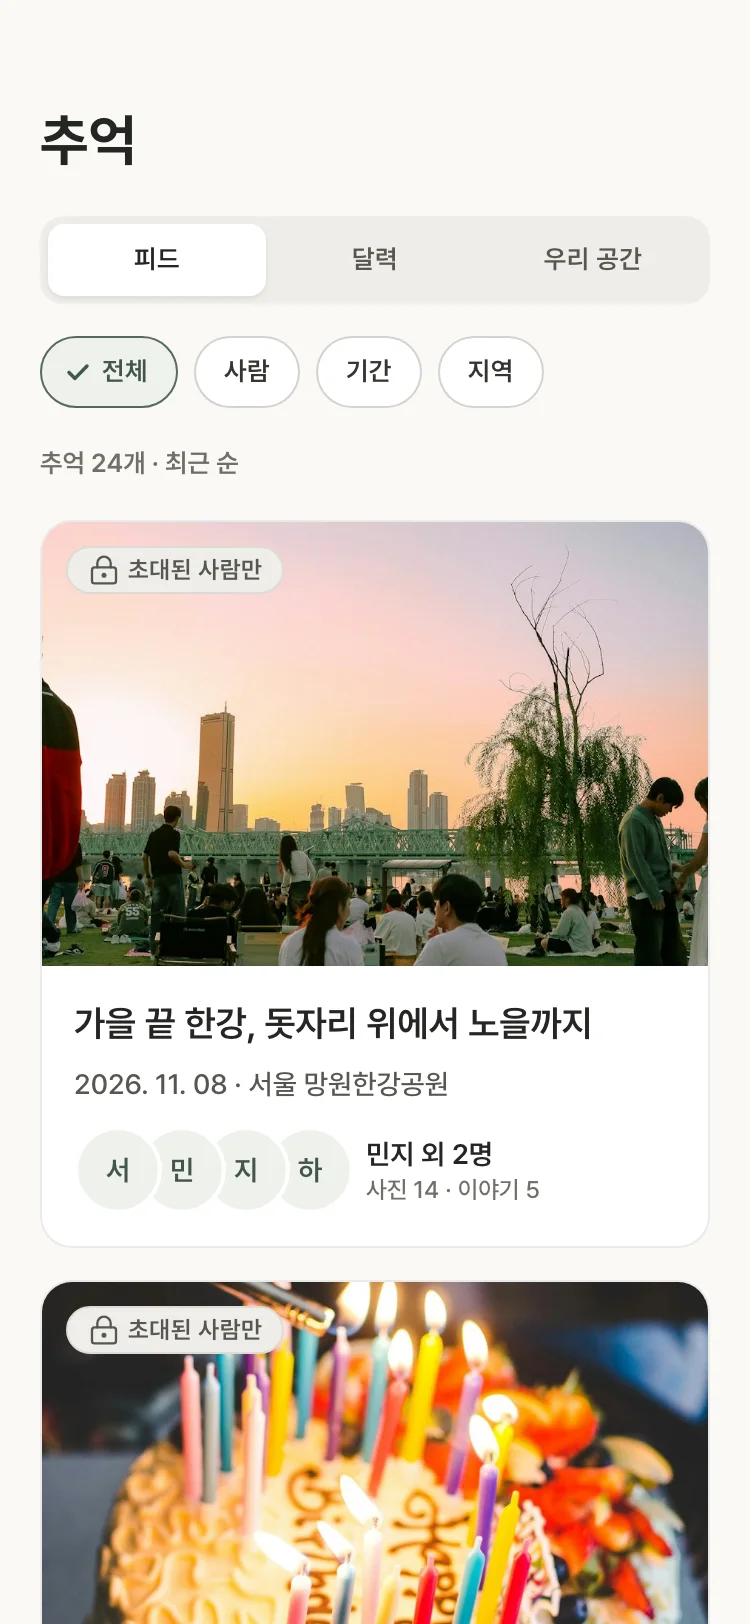 추억
피드 달력 우리 공간
전체 사람 기간 지역
추억 24개 · 최근 순
초대된 사람만
55
가을 끝 한강, 돗자리 위에서 노을까지
2026. 11. 08 · 서울 망원한강공원
서 민 지 하 민지 외 2명
사진 14 · 이야기 5
초대된 사람만
Happy